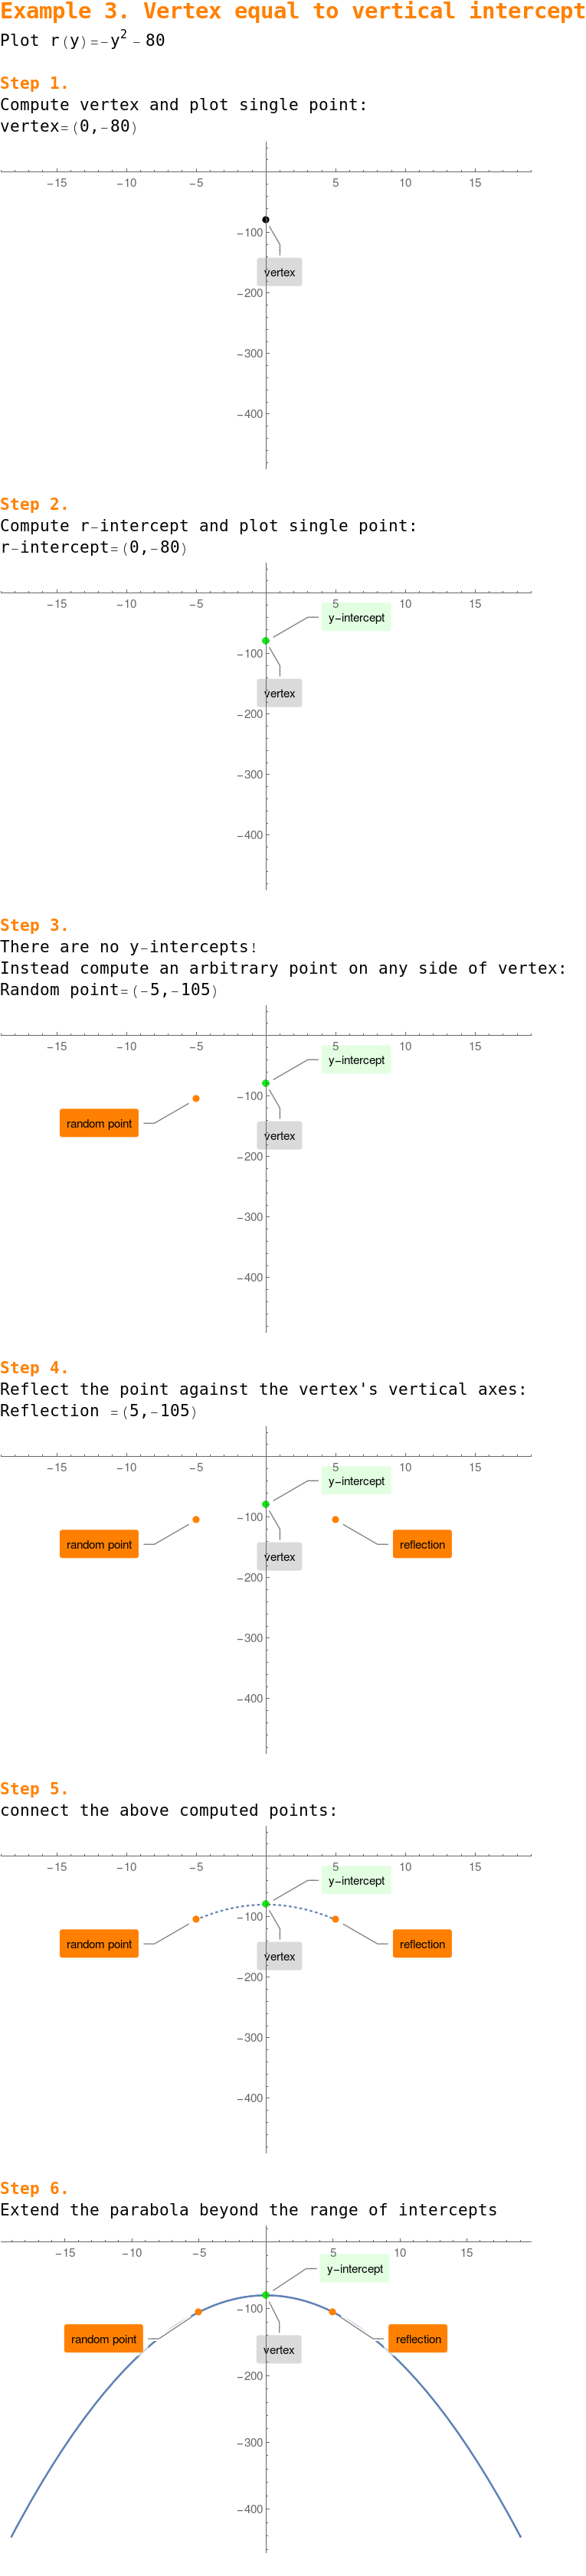 Example 3. Vertex equal to vertical intercept
Plot r(y)=-y² - 80
Step 1.
Compute vertex and plot single point:
vertex=(0,-80)
-15 -10 -5 5 10 15
-100
vertex
-200
-300
-400
Step 2.
Compute r-intercept and plot single point:
r-intercept=(0,-80)
-15 -10 -5 5 10 15
y-intercept
-100
vertex
-200
-300
-400
Step 3.
There are no y-intercepts!
Instead compute an arbitrary point on any side of vertex:
Random point=(-5,-105)
-15 -10 -5 5 10 15
y-intercept
-100
random point
vertex
-200
-300
-400
Step 4.
Reflect the point against the vertex's vertical axes:
Reflection =(5,-105)
-15 -10 -5 5 10 15
y-intercept
-100
random point reflection
vertex
-200
-300
-400
Step 5.
connect the above computed points:
-15 -10 -5 5 10 15
y-intercept
-100
random point reflection
vertex
-200
-300
-400
Step 6.
Extend the parabola beyond the range of intercepts
-15 -10 -5 5 10 15
y-intercept
-100
random point reflection
vertex
-200
-300
-400